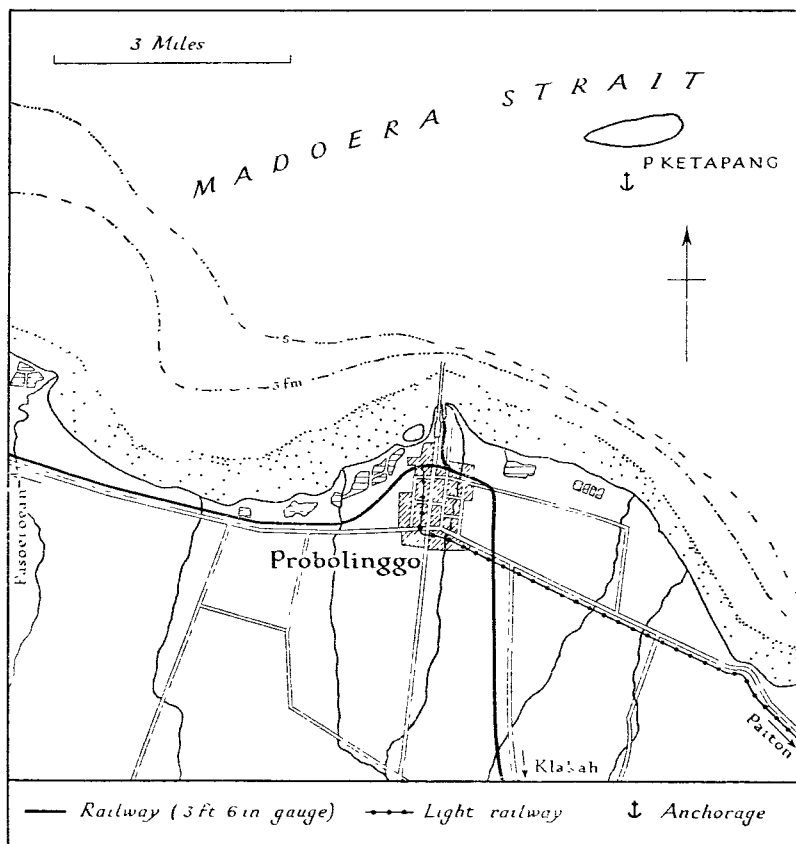 3 Miles
MADOERA STRAIT
P KETAPANG
5
3 fm
Pasoeroean
Probolinggo
Klakah
Paiton
Railway (3 ft 6 in gauge)
Light railway
Anchorage